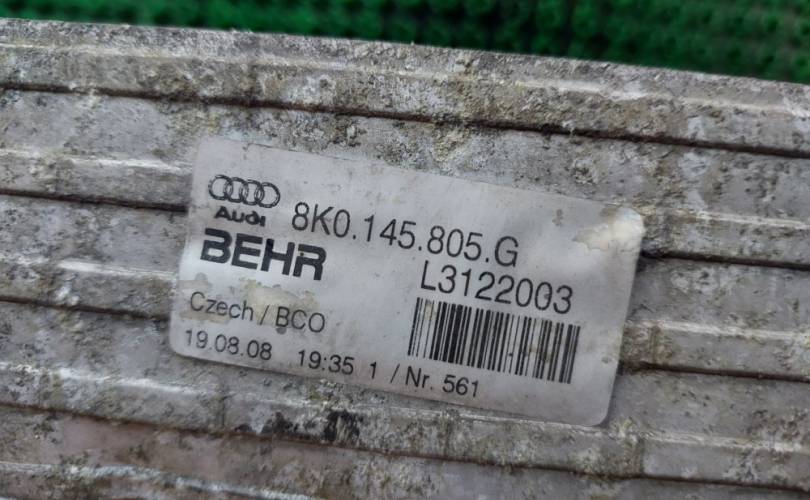 Audi 8K0.145.805.G
BEHR L3122003
Czech / BCO
19.08.08 19:35 1 / Nr. 561